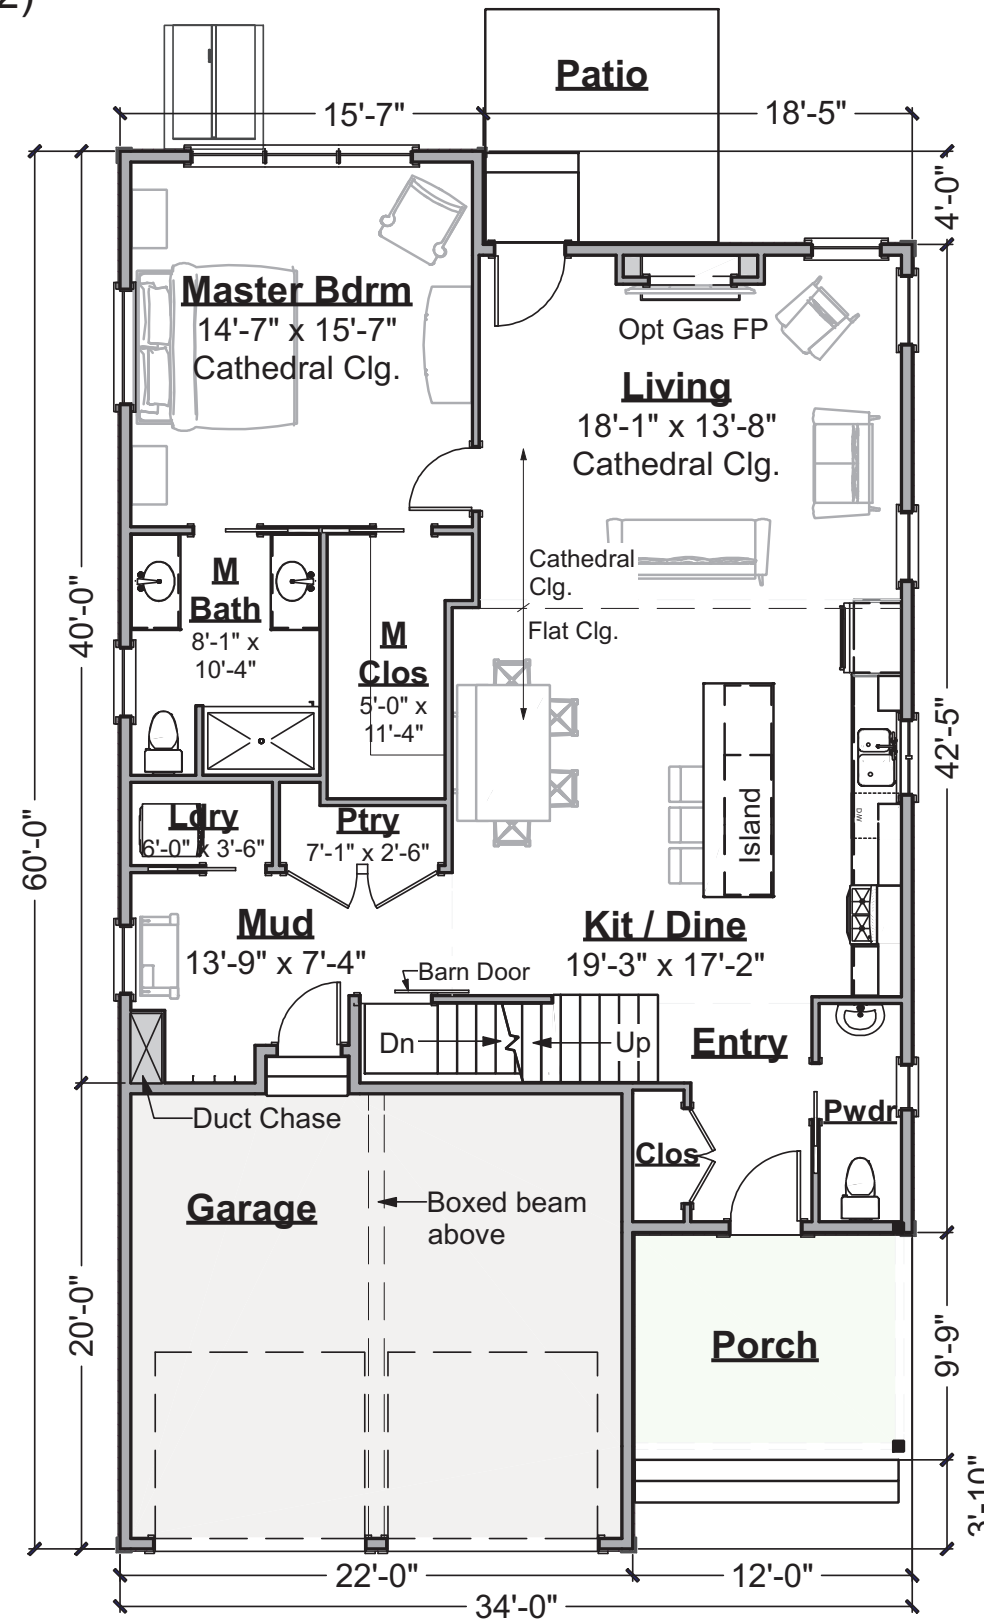 2)
Patio
15'-7"
18'-5"
4'-0"
Master Bdrm
14'-7" x 15'-7"
Cathedral Clg.
Opt Gas FP
Living
18'-1" x 13'-8"
Cathedral Clg.
Cathedral
Clg.
Flat Clg.
M
Bath
8'-1" x
10'-4"
M
Clos
5'-0" x
11'-4"
40'-0"
42'-5"
60'-0"
Island
DW
Ldry
6'-0" x 3'-6"
Ptry
7'-1" x 2'-6"
Mud
13'-9" x 7'-4"
Kit / Dine
19'-3" x 17'-2"
Barn Door
Dn
Up
Entry
Duct Chase
Pwdr
Clos
Garage
Boxed beam
above
20'-0"
Porch
9'-9"
3'-10"
22'-0"
12'-0"
34'-0"